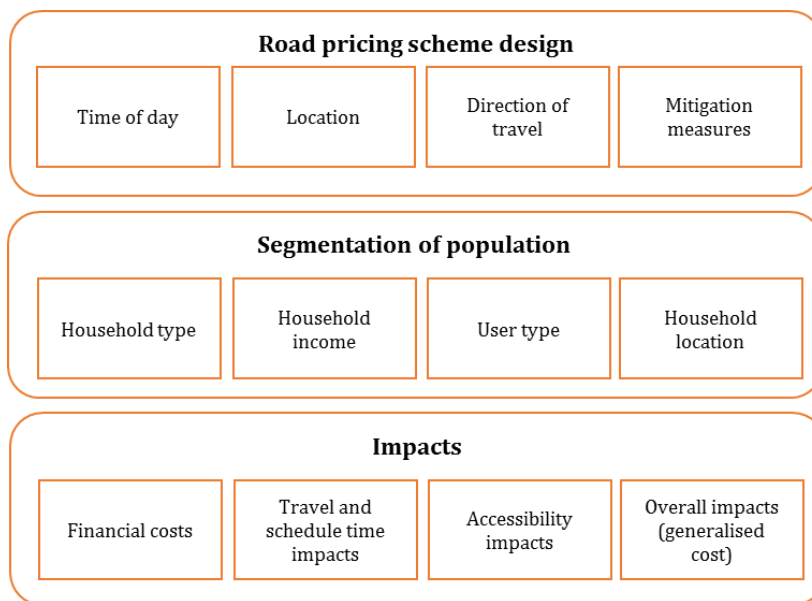 Road pricing scheme design
Time of day
Location
Direction of
travel
Mitigation
measures
Segmentation of population
Household type
Household
income
User type
Household
location
Impacts
Financial costs
Travel and
schedule time
impacts
Accessibility
impacts
Overall impacts
(generalised
cost)